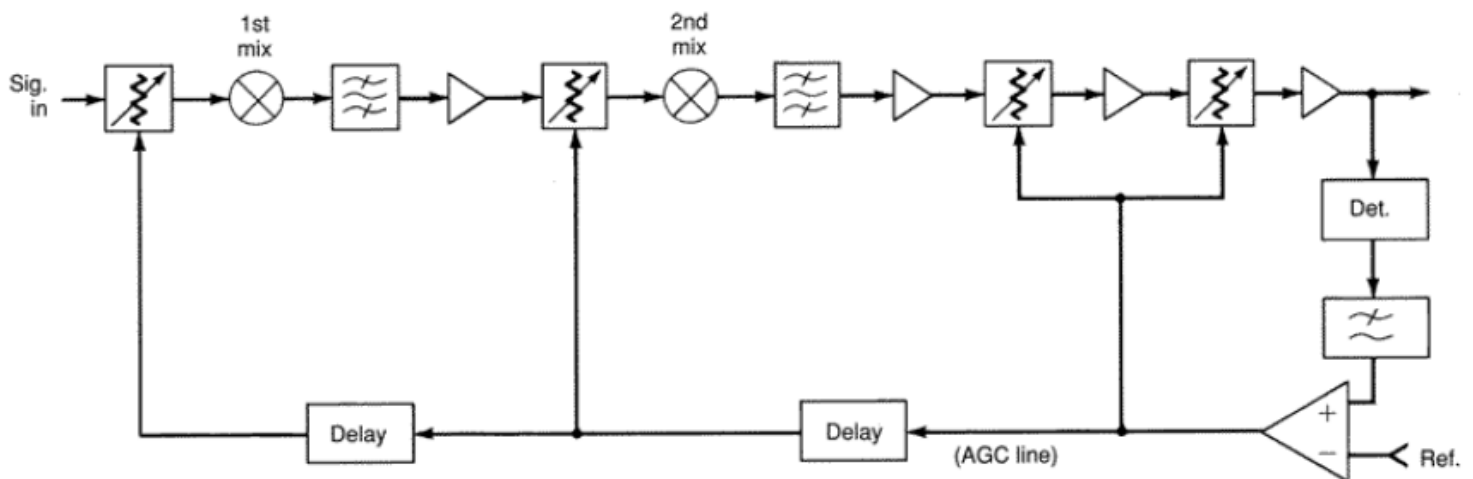 1st
mix
2nd
mix
Sig.
in
Det.
+
−
Ref.
Delay
Delay
(AGC line)